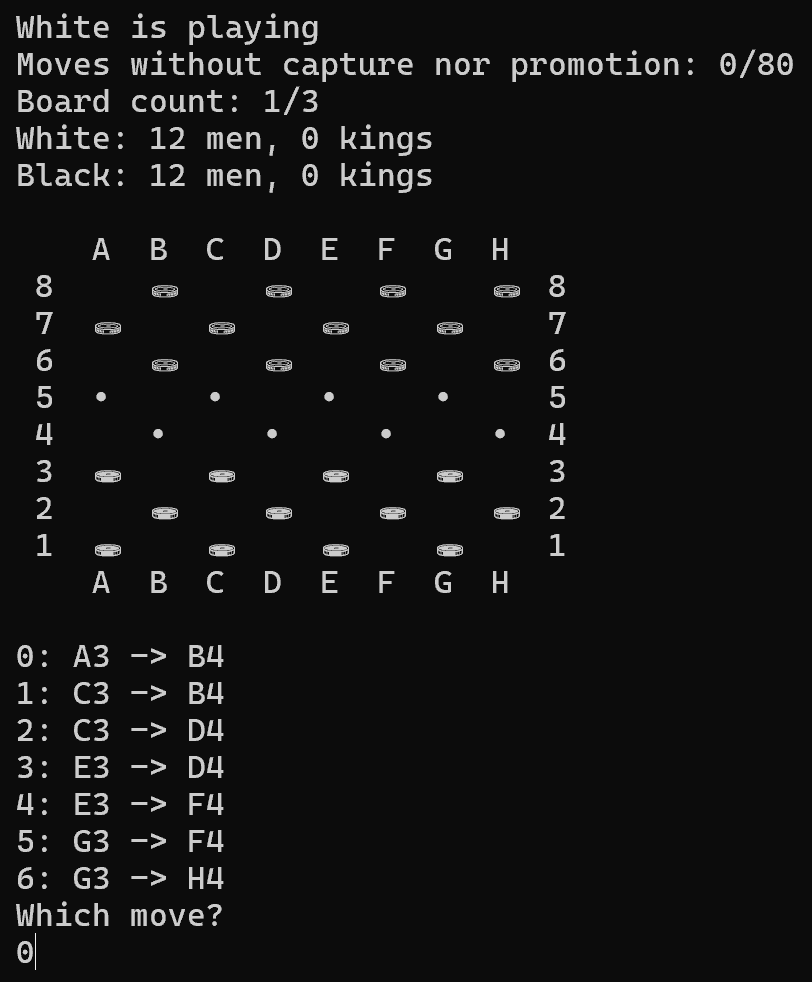 White is playing
Moves without capture nor promotion: 0/80
Board count: 1/3
White: 12 men, 0 kings
Black: 12 men, 0 kings
A B C D E F G H
8 ⛂ ⛂ ⛂ ⛂ 8
7 ⛂ ⛂ ⛂ ⛂ 7
6 ⛂ ⛂ ⛂ ⛂ 6
5 • • • • 5
4 • • • • 4
3 ⛀ ⛀ ⛀ ⛀ 3
2 ⛀ ⛀ ⛀ ⛀ 2
1 ⛀ ⛀ ⛀ ⛀ 1
A B C D E F G H
0: A3 -> B4
1: C3 -> B4
2: C3 -> D4
3: E3 -> D4
4: E3 -> F4
5: G3 -> F4
6: G3 -> H4
Which move?
0